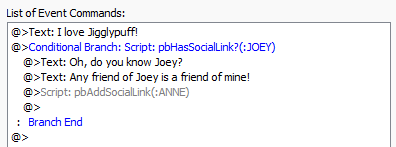 List of Event Commands:
@>Text: I love Jigglypuff!
@>Conditional Branch: Script: pbHasSocialLink?(:JOEY)
@>Text: Oh, do you know Joey?
@>Text: Any friend of Joey is a friend of mine!
@>Script: pbAddSocialLink(:ANNE)
@>
: Branch End
@>